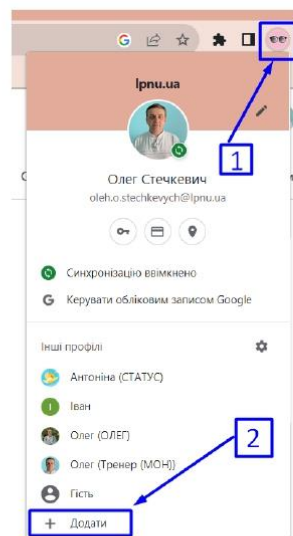 lpnu.ua
1
Олег Стечкевич
oleh.o.stechkevych@lpnu.ua
Синхронізацію ввімкнено
G Керувати обліковим записом Google
Інші профілі
Антоніна (СТАТУС)
І Іван
Олег (ОЛЕГ)
2
Олег (Тренер (МОН))
Гість
+ Додати